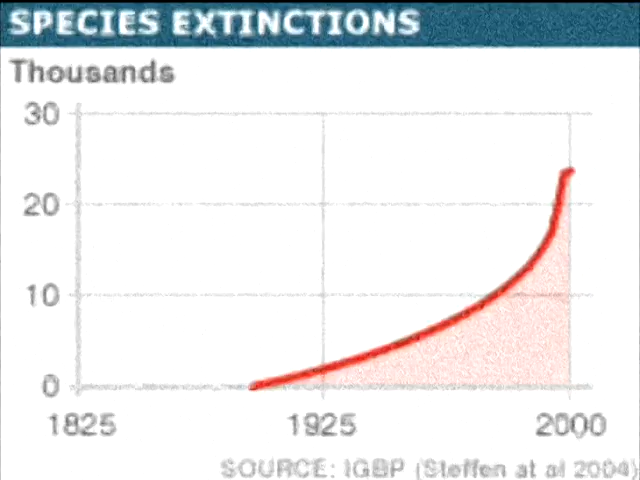 SPECIES EXTINCTIONS
Thousands
30
20
10
0
1825 1925 2000
SOURCE: IGBP (Steffen at al 2004)